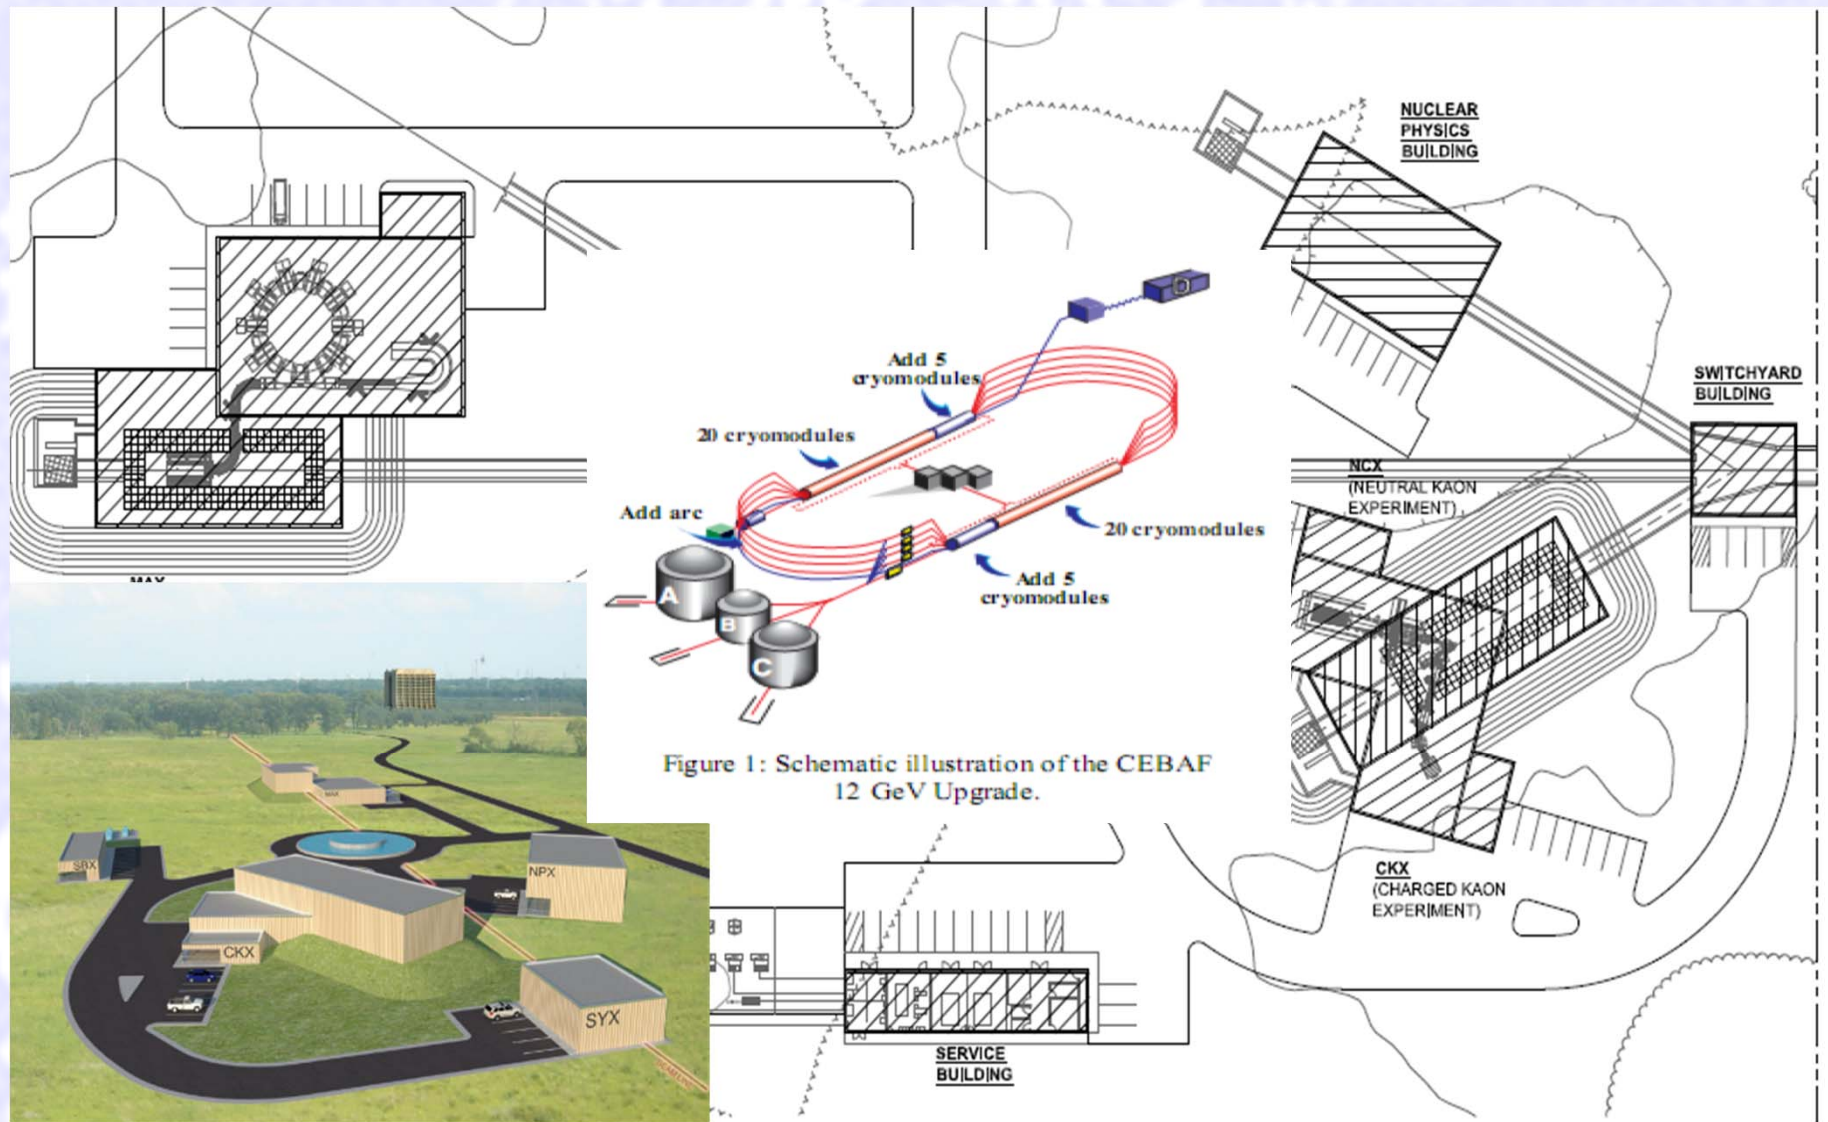 NUCLEAR
PHYSICS
BUILDING
SWITCHYARD
BUILDING
NCX
(NEUTRAL KAON
EXPERIMENT)
D
Add 5
cryomodules
20 cryomodules
Add arc
20 cryomodules
Add 5
cryomodules
A
B
C
Figure 1: Schematic illustration of the CEBAF
12 GeV Upgrade.
MAX
SBX
NPX
CKX
SYX
CKX
(CHARGED KAON
EXPERIMENT)
SERVICE
BUILDING